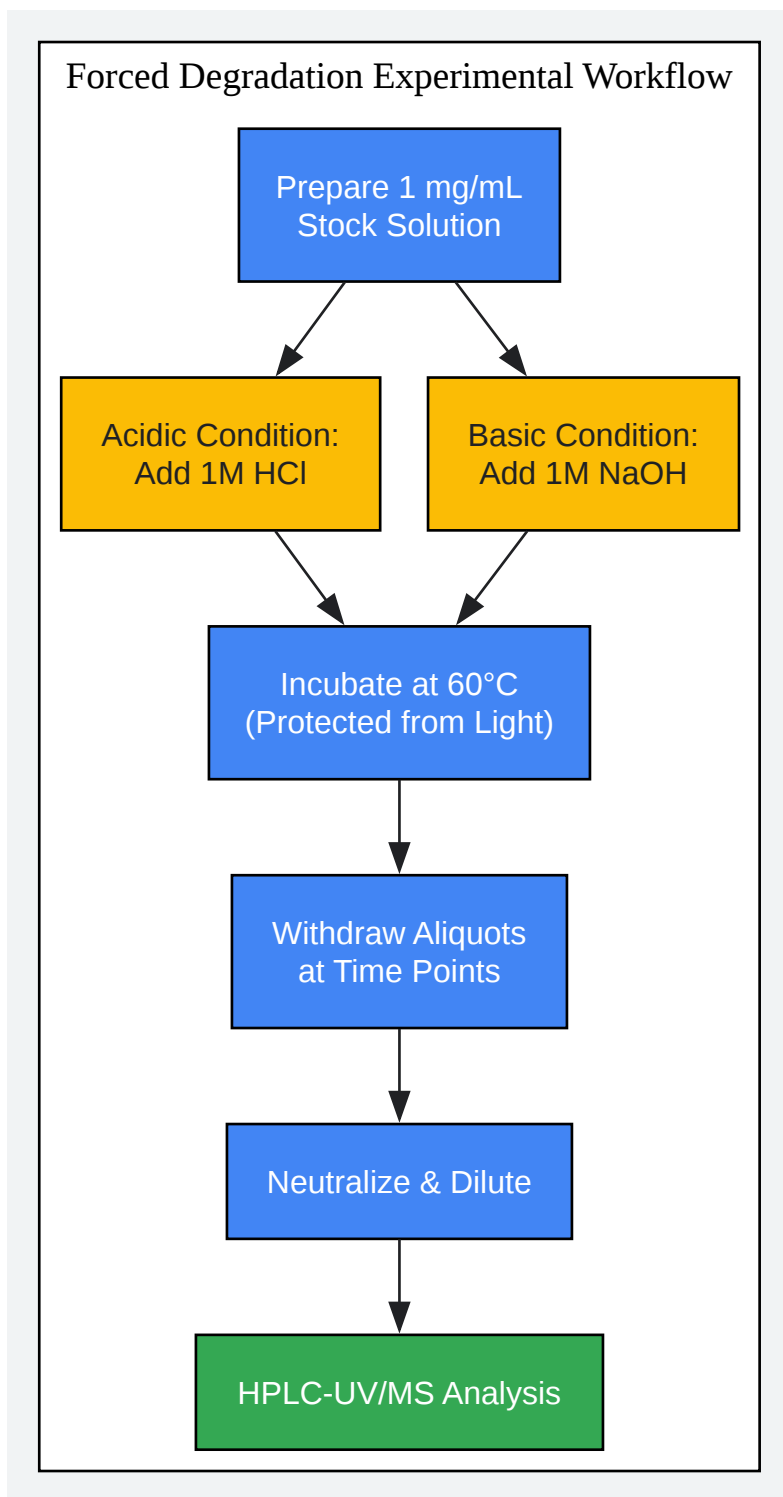 Forced Degradation Experimental Workflow
Prepare 1 mg/mL
Stock Solution
Acidic Condition:
Add 1M HCl
Basic Condition:
Add 1M NaOH
Incubate at 60°C
(Protected from Light)
Withdraw Aliquots
at Time Points
Neutralize & Dilute
HPLC-UV/MS Analysis